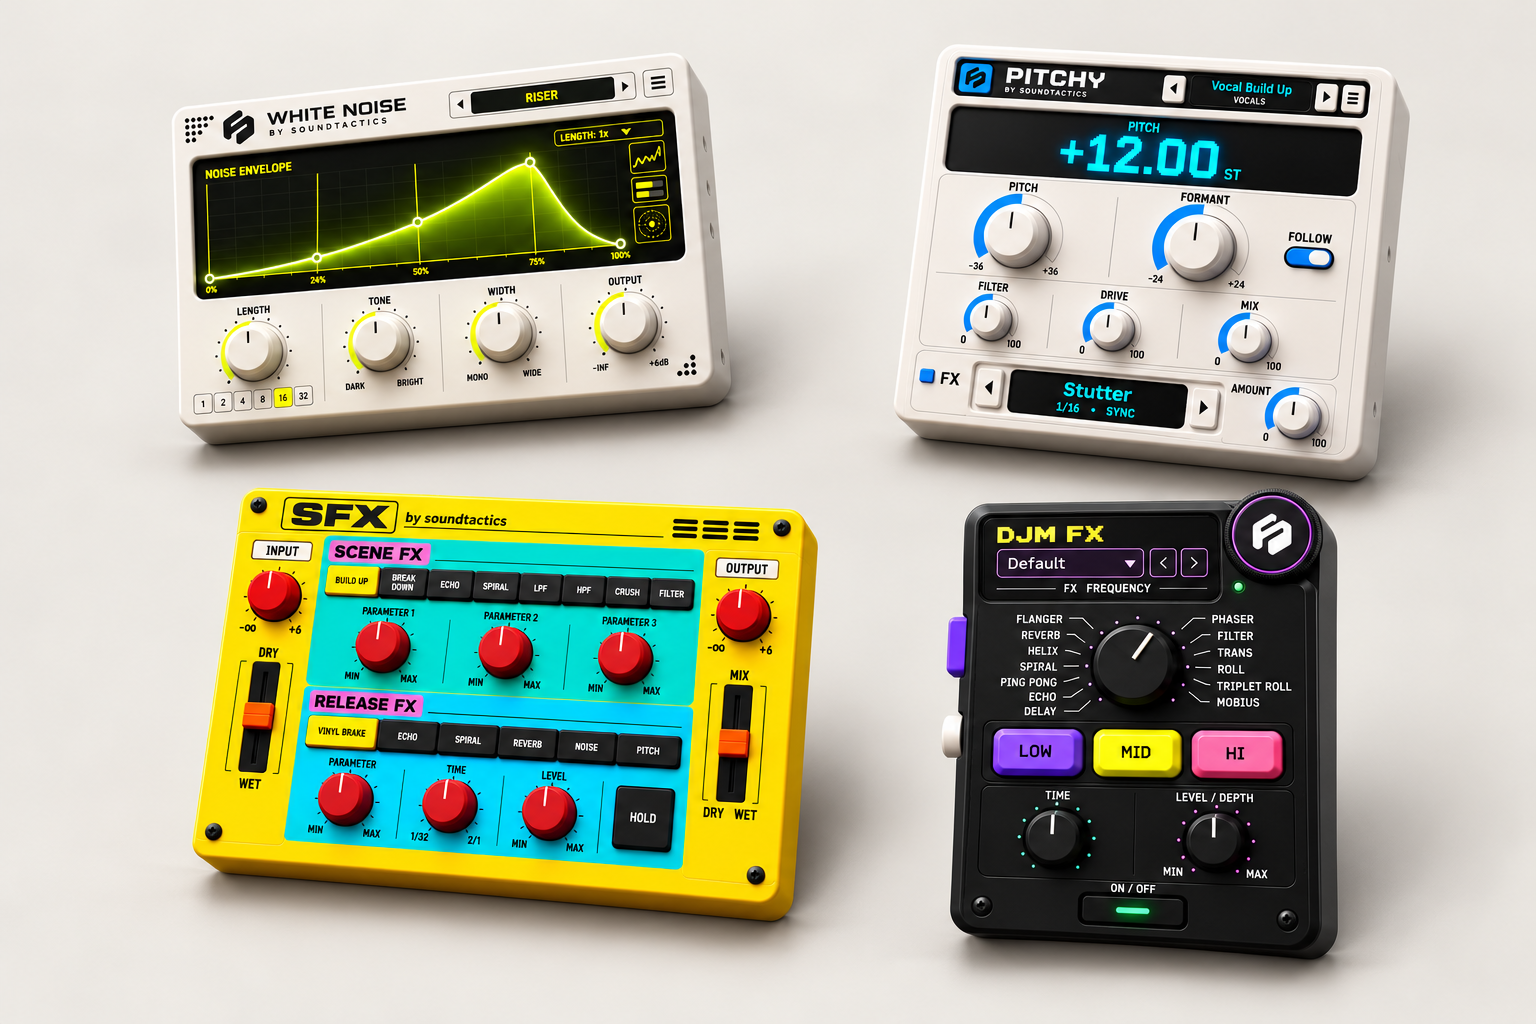 WHITE NOISE
BY SOUNDTACTICS
RISER
LENGTH: 1x
NOISE ENVELOPE
0%
24%
50%
75%
100%
LENGTH
TONE
WIDTH
OUTPUT
1 2 4 8 16 32
DARK BRIGHT
MONO WIDE
-INF +6dB
PITCHY
BY SOUNDTACTICS
Vocal Build Up
VOCALS
PITCH
+12.00 ST
PITCH
FORMANT
FOLLOW
-36 +36
-24 +24
FILTER
DRIVE
MIX
0 100
0 100
0 100
FX
Stutter
1/16 • SYNC
AMOUNT
0 100
SFX by soundtactics
INPUT
-00 +6
DRY
WET
SCENE FX
BUILD UP
BREAK
DOWN
ECHO
SPIRAL
LPF
HPF
CRUSH
FILTER
PARAMETER 1
PARAMETER 2
PARAMETER 3
MIN MAX
MIN MAX
MIN MAX
RELEASE FX
VINYL BRAKE
ECHO
SPIRAL
REVERB
NOISE
PITCH
PARAMETER
TIME
LEVEL
MIN MAX
1/32 2/1
MIN MAX
HOLD
OUTPUT
-00 +6
MIX
DRY WET
DJM FX
Default
FX FREQUENCY
FLANGER
REVERB
HELIX
SPIRAL
PING PONG
ECHO
DELAY
PHASER
FILTER
TRANS
ROLL
TRIPLET ROLL
MOBIUS
LOW
MID
HI
TIME
LEVEL / DEPTH
MIN MAX
ON / OFF